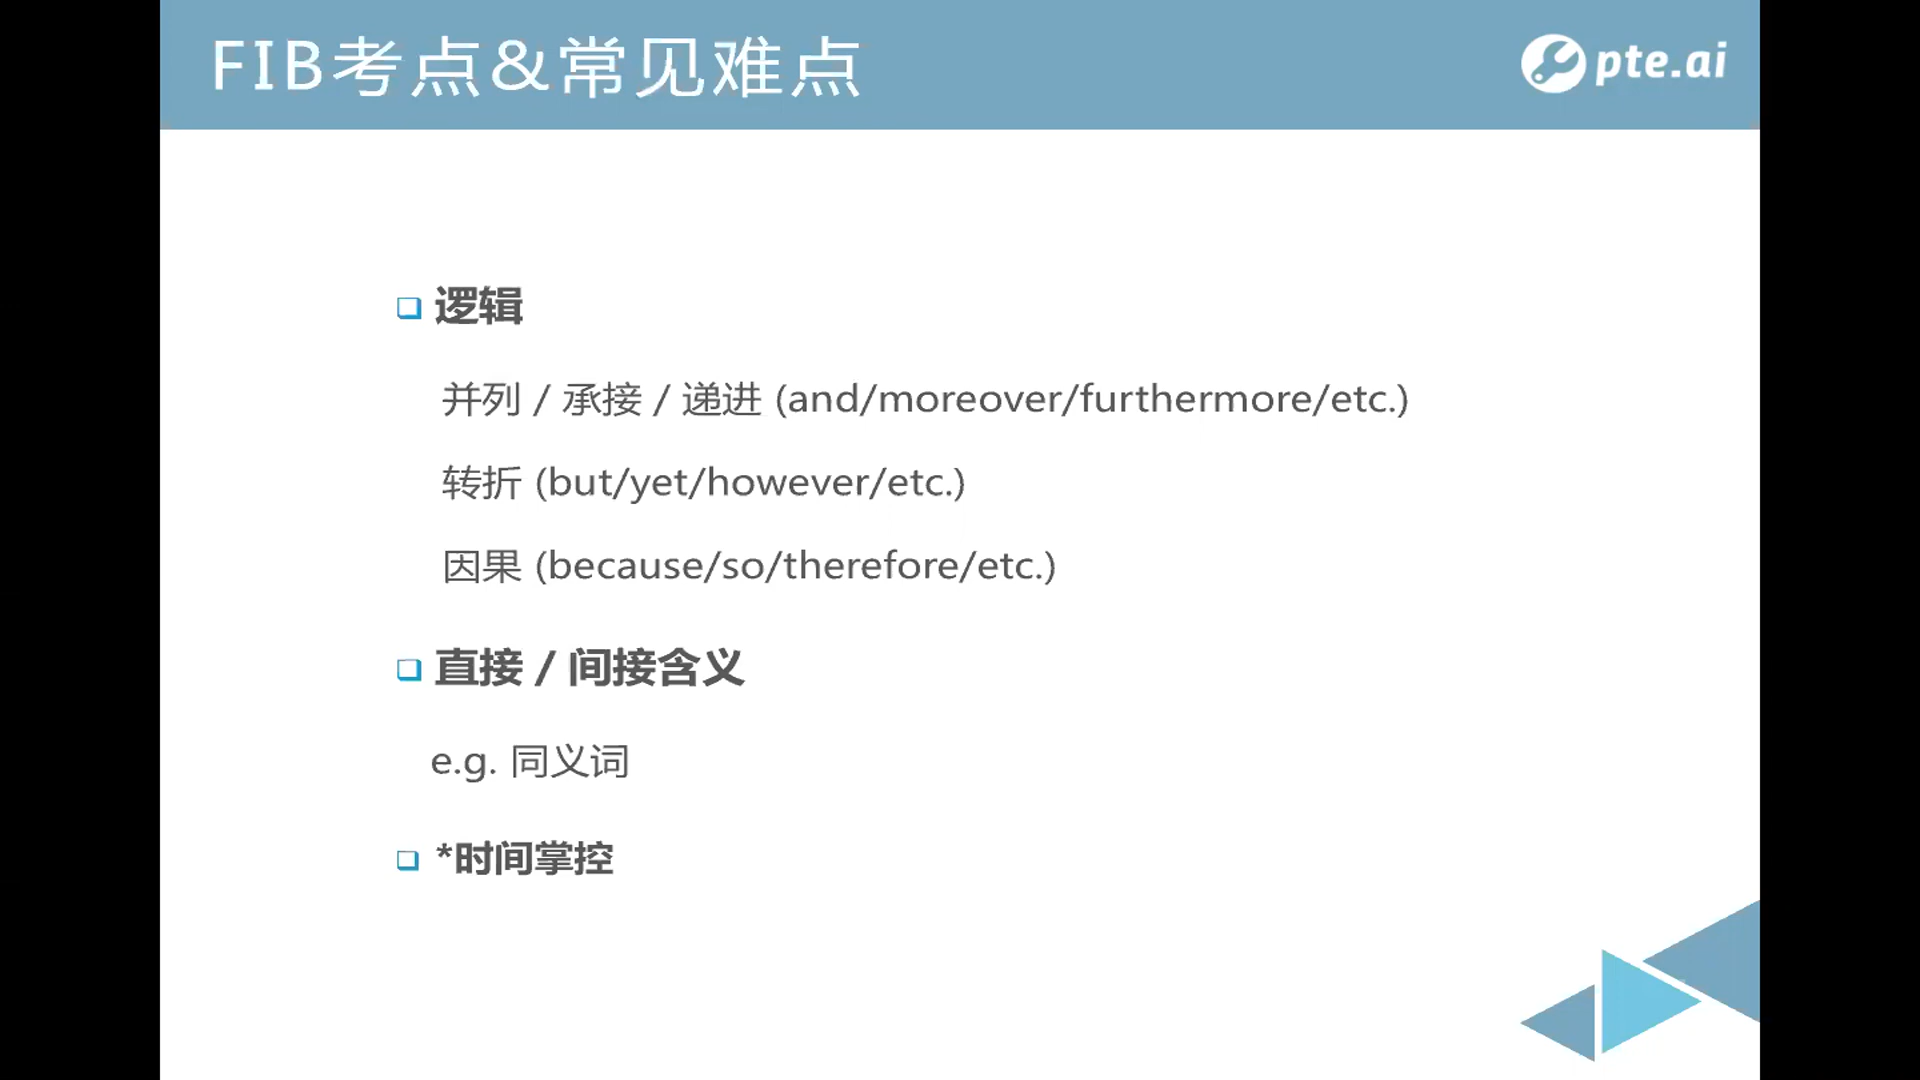 FIB考点&常见难点
pte.ai
逻辑
并列 / 承接 / 递进 (and/moreover/furthermore/etc.)
转折 (but/yet/however/etc.)
因果 (because/so/therefore/etc.)
直接 / 间接含义
e.g. 同义词
*时间掌控